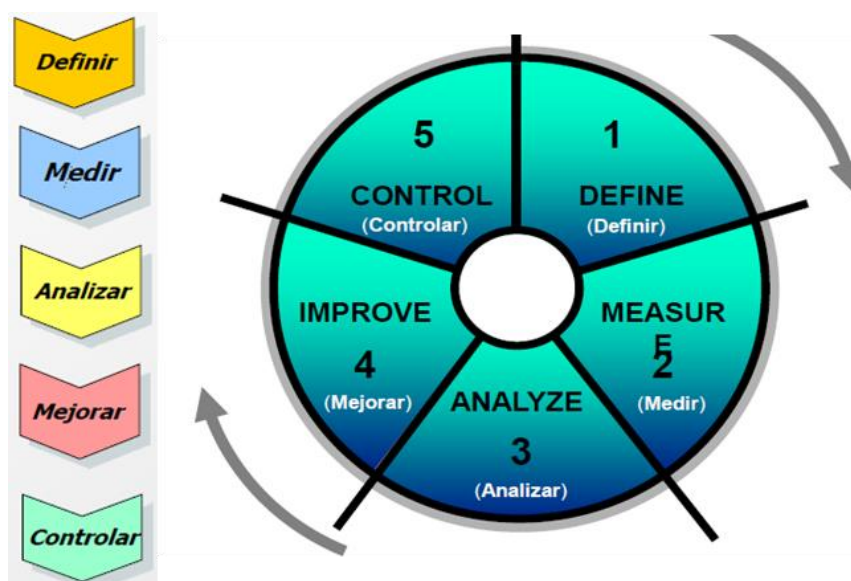 Definir
Medir
Analizar
Mejorar
Controlar
5
CONTROL
(Controlar)
1
DEFINE
(Definir)
MEASUR
E
2
(Medir)
ANALYZE
3
(Analizar)
IMPROVE
4
(Mejorar)